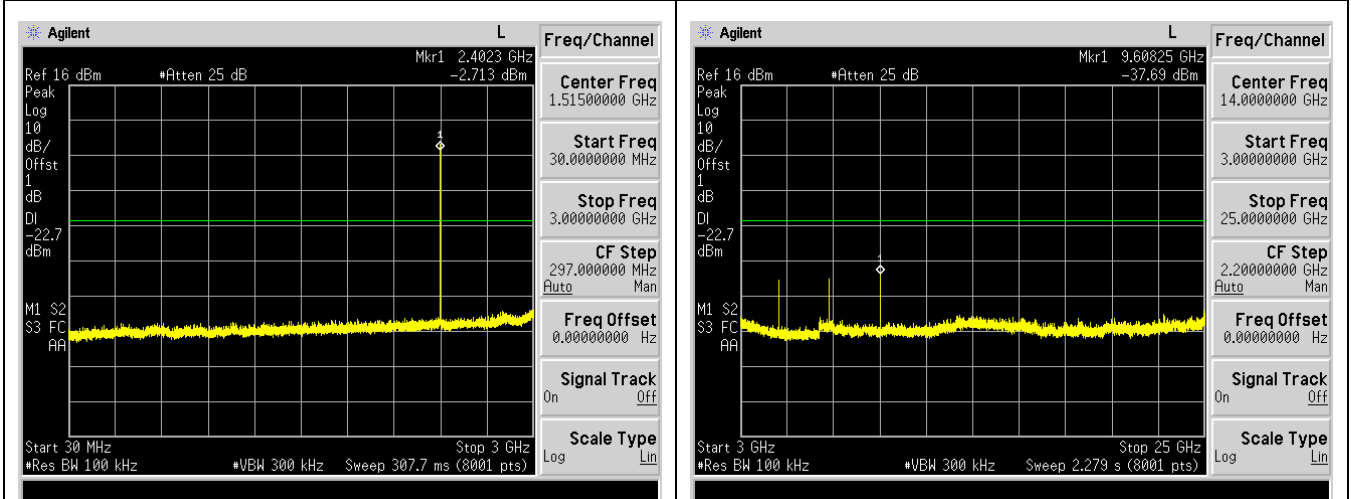 Agilent
L
Mkr1 2.4023 GHz
Ref 16 dBm #Atten 25 dB -2.713 dBm
Peak
Log
10
dB/
Offst
1
dB
DI
-22.7
dBm
M1 S2
S3 FC
AA
1
Start 30 MHz Stop 3 GHz
#Res BW 100 kHz #VBW 300 kHz Sweep 307.7 ms (8001 pts)
Freq/Channel
Center Freq
1.51500000 GHz
Start Freq
30.0000000 MHz
Stop Freq
3.00000000 GHz
CF Step
297.000000 MHz
Auto Man
Freq Offset
0.00000000 Hz
Signal Track
On Off
Scale Type
Log Lin
Agilent
L
Mkr1 9.60825 GHz
Ref 16 dBm #Atten 25 dB -37.69 dBm
Peak
Log
10
dB/
Offst
1
dB
DI
-22.7
dBm
M1 S2
S3 FC
AA
1
Start 3 GHz Stop 25 GHz
#Res BW 100 kHz #VBW 300 kHz Sweep 2.279 s (8001 pts)
Freq/Channel
Center Freq
14.0000000 GHz
Start Freq
3.00000000 GHz
Stop Freq
25.0000000 GHz
CF Step
2.20000000 GHz
Auto Man
Freq Offset
0.00000000 Hz
Signal Track
On Off
Scale Type
Log Lin